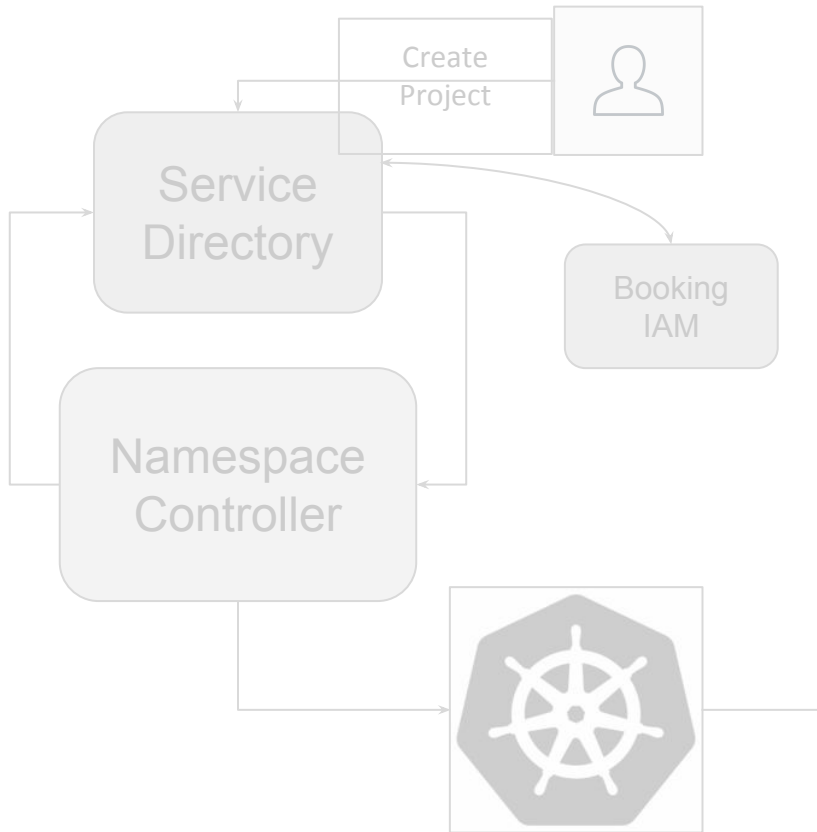 Create
Project
Service
Directory
Booking
IAM
Namespace
Controller